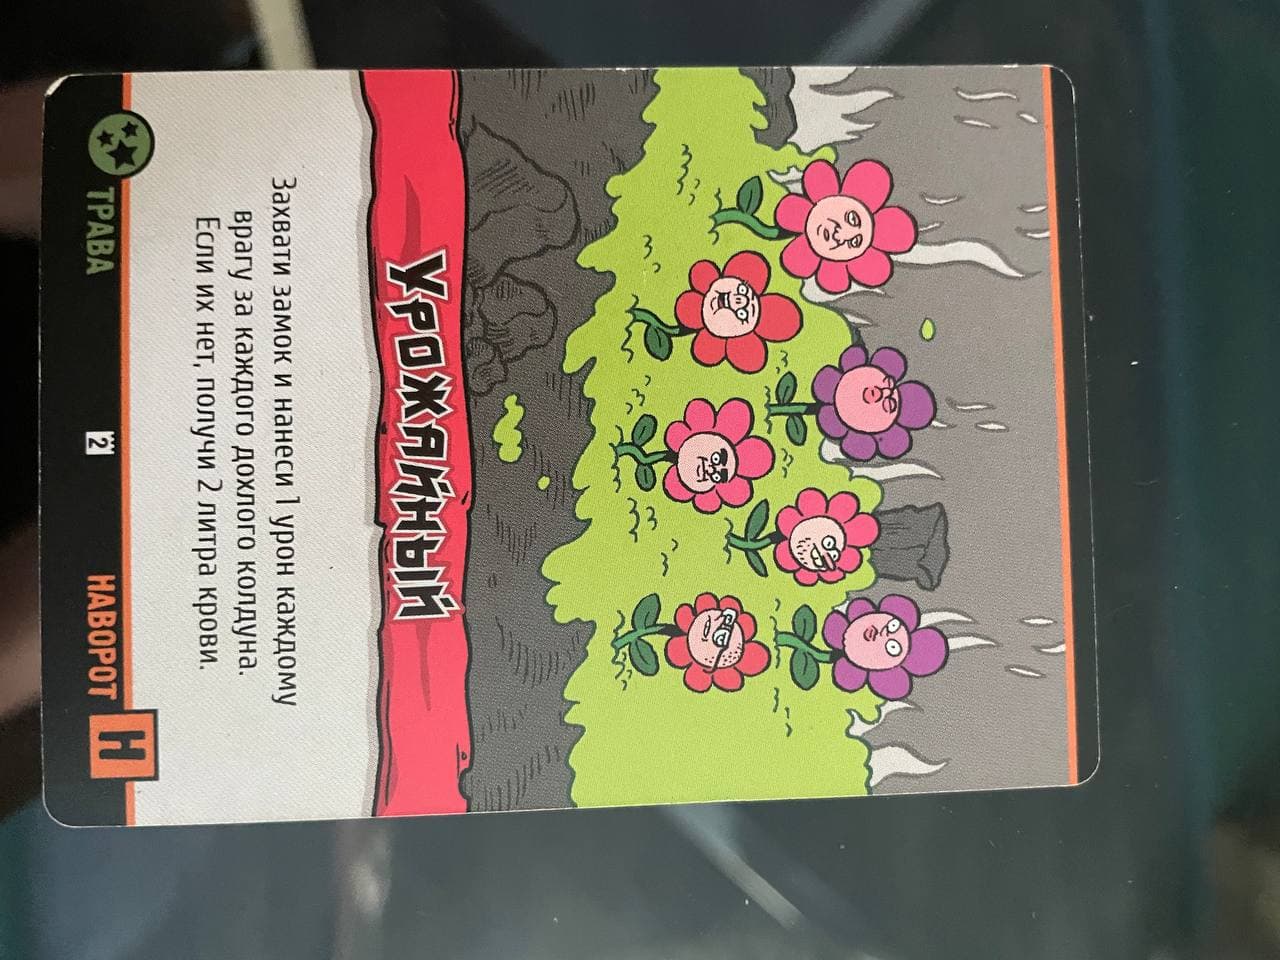 Урожайный
Захвати замок и нанеси 1 урон каждому
врагу за каждого дохлого колдуна.
Если их нет, получи 2 литра крови.
ТРАВА 2 НАВОРОТ Н